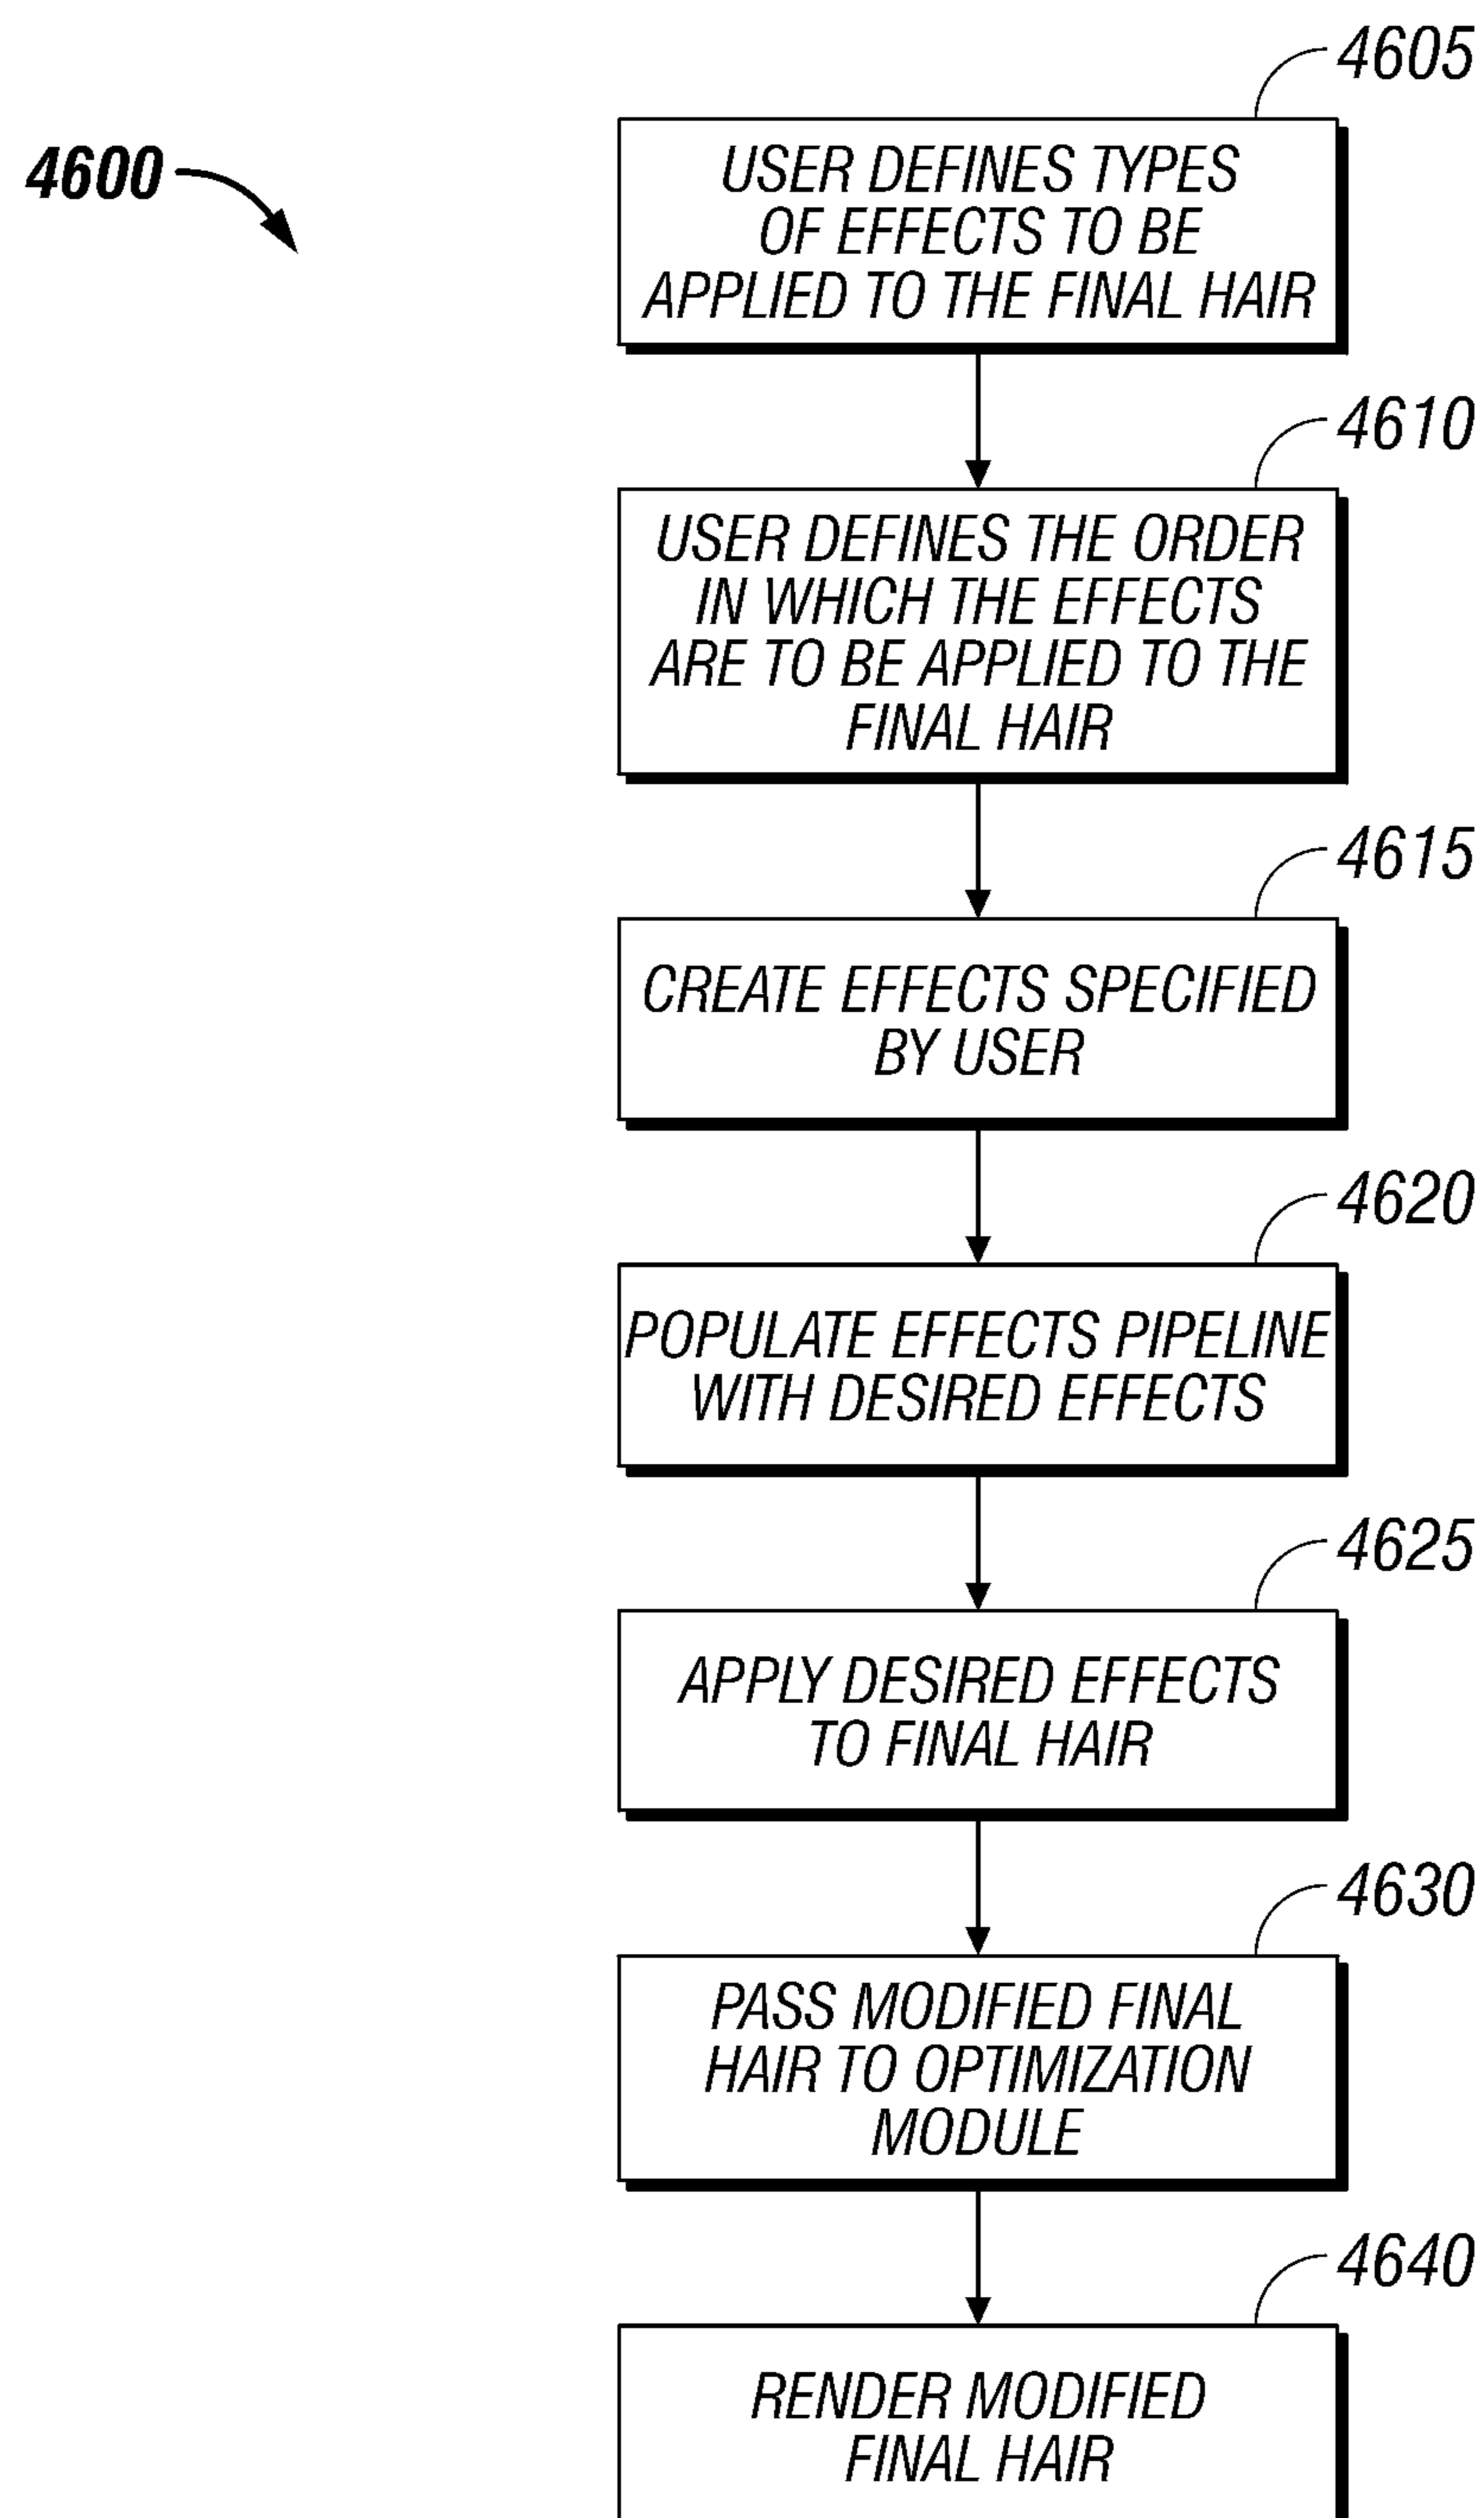 4605
4600
USER DEFINES TYPES
OF EFFECTS TO BE
APPLIED TO THE FINAL HAIR
4610
USER DEFINES THE ORDER
IN WHICH THE EFFECTS
ARE TO BE APPLIED TO THE
FINAL HAIR
4615
CREATE EFFECTS SPECIFIED
BY USER
4620
POPULATE EFFECTS PIPELINE
WITH DESIRED EFFECTS
4625
APPLY DESIRED EFFECTS
TO FINAL HAIR
4630
PASS MODIFIED FINAL
HAIR TO OPTIMIZATION
MODULE
4640
RENDER MODIFIED
FINAL HAIR